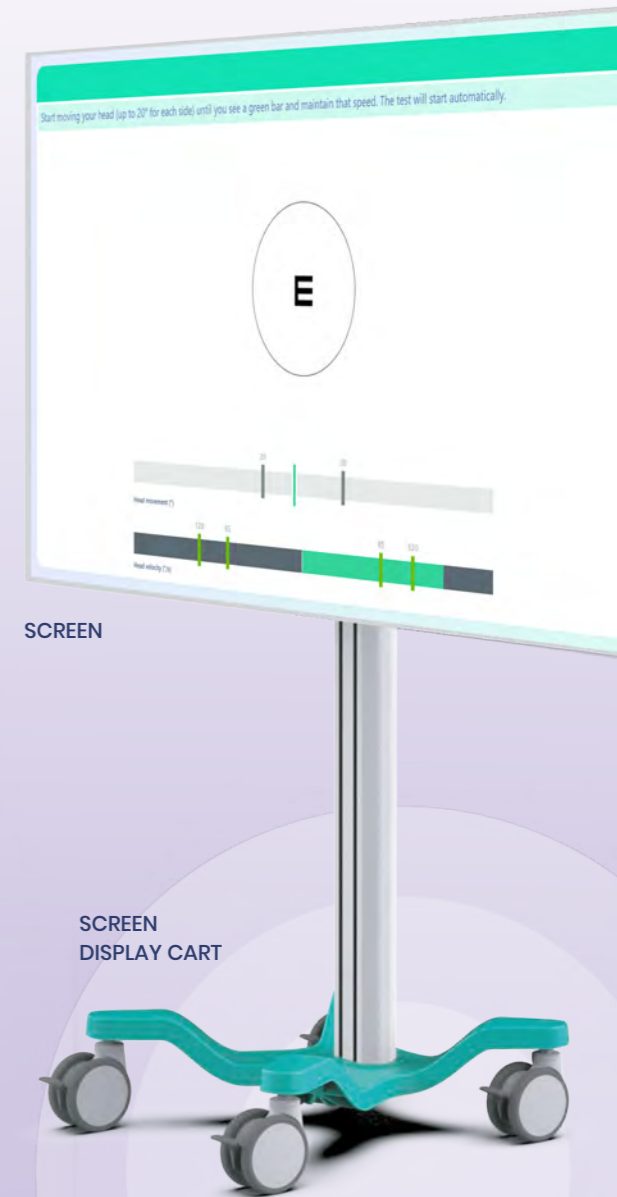 Start moving your head (up to 20° for each side) until you see a green bar and maintain that speed. The test will start automatically.
E
20 20
Head movement (°)
120 85 85 120
Head velocity (°/s)
SCREEN
SCREEN
DISPLAY CART